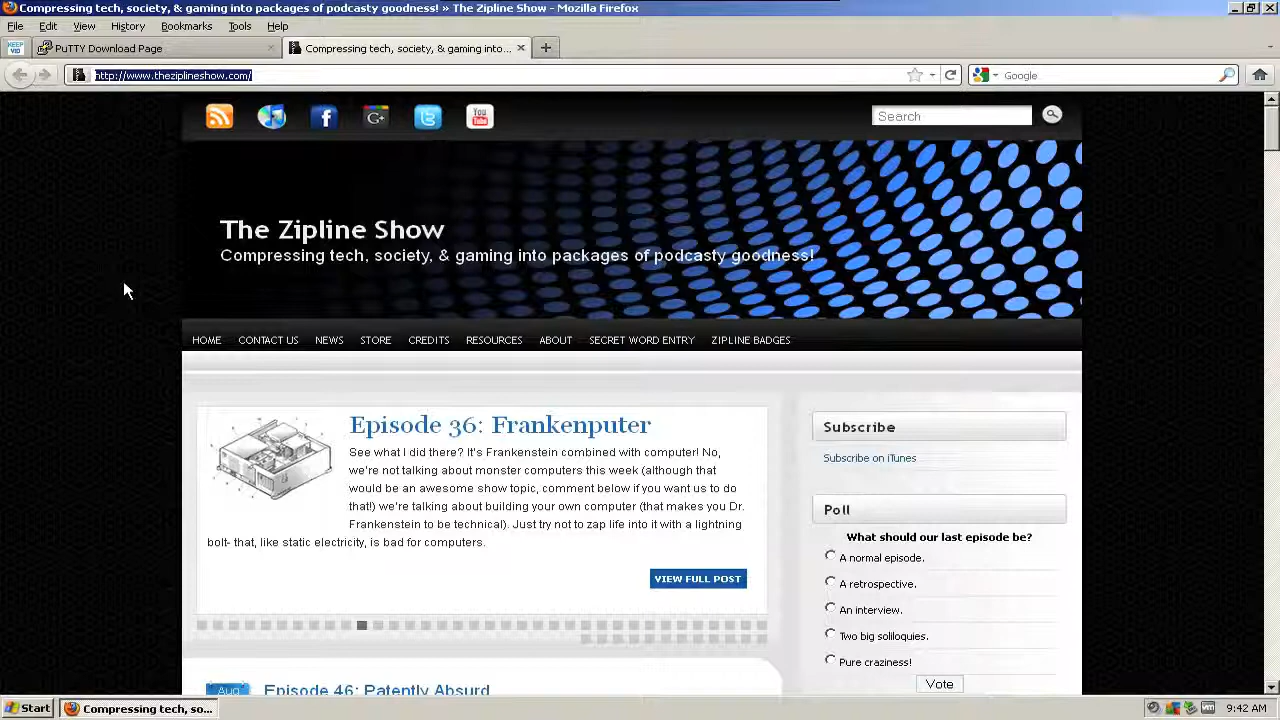 Compressing tech, society, & gaming into packages of podcasty goodness! » The Zipline Show - Mozilla Firefox
File Edit View History Bookmarks Tools Help
KEEP VID
PuTTY Download Page
Compressing tech, society, & gaming into...
http://www.theziplineshow.com/
Google
G+
You
Tube
Search
The Zipline Show
Compressing tech, society, & gaming into packages of podcasty goodness!
HOME CONTACT US NEWS STORE CREDITS RESOURCES ABOUT SECRET WORD ENTRY ZIPLINE BADGES
Episode 36: Frankenputer
See what I did there? It's Frankenstein combined with computer! No,
we're not talking about monster computers this week (although that
would be an awesome show topic, comment below if you want us to do
that!) we're talking about building your own computer (that makes you Dr.
Frankenstein to be technical). Just try not to zap life into it with a lightning
bolt- that, like static electricity, is bad for computers.
VIEW FULL POST
Subscribe
Subscribe on iTunes
Poll
What should our last episode be?
A normal episode.
A retrospective.
An interview.
Two big soliloquies.
Pure craziness!
Vote
Aug
Episode 46: Patently Absurd
Start
Compressing tech, so...
9:42 AM